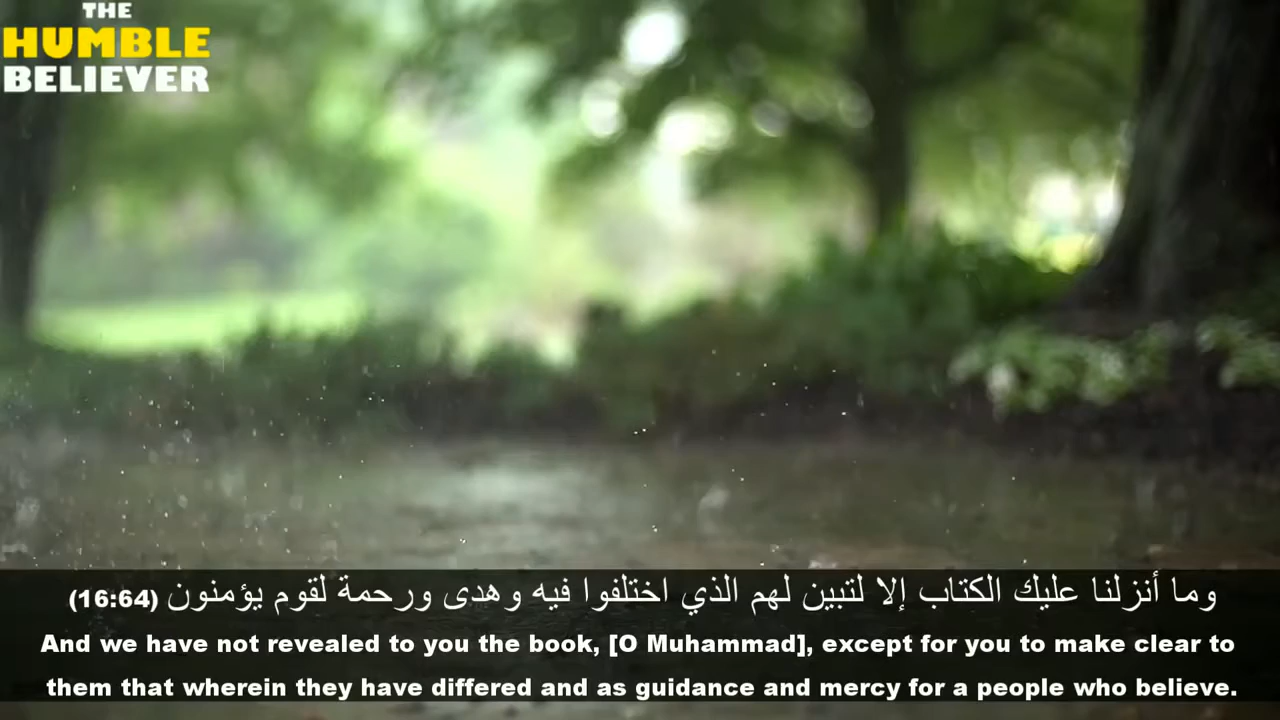 THE
HUMBLE
BELIEVER
وما أنزلنا عليك الكتاب إلا لتبين لهم الذي اختلفوا فيه وهدى ورحمة لقوم يؤمنون (16:64)
And we have not revealed to you the book, [O Muhammad], except for you to make clear to
them that wherein they have differed and as guidance and mercy for a people who believe.